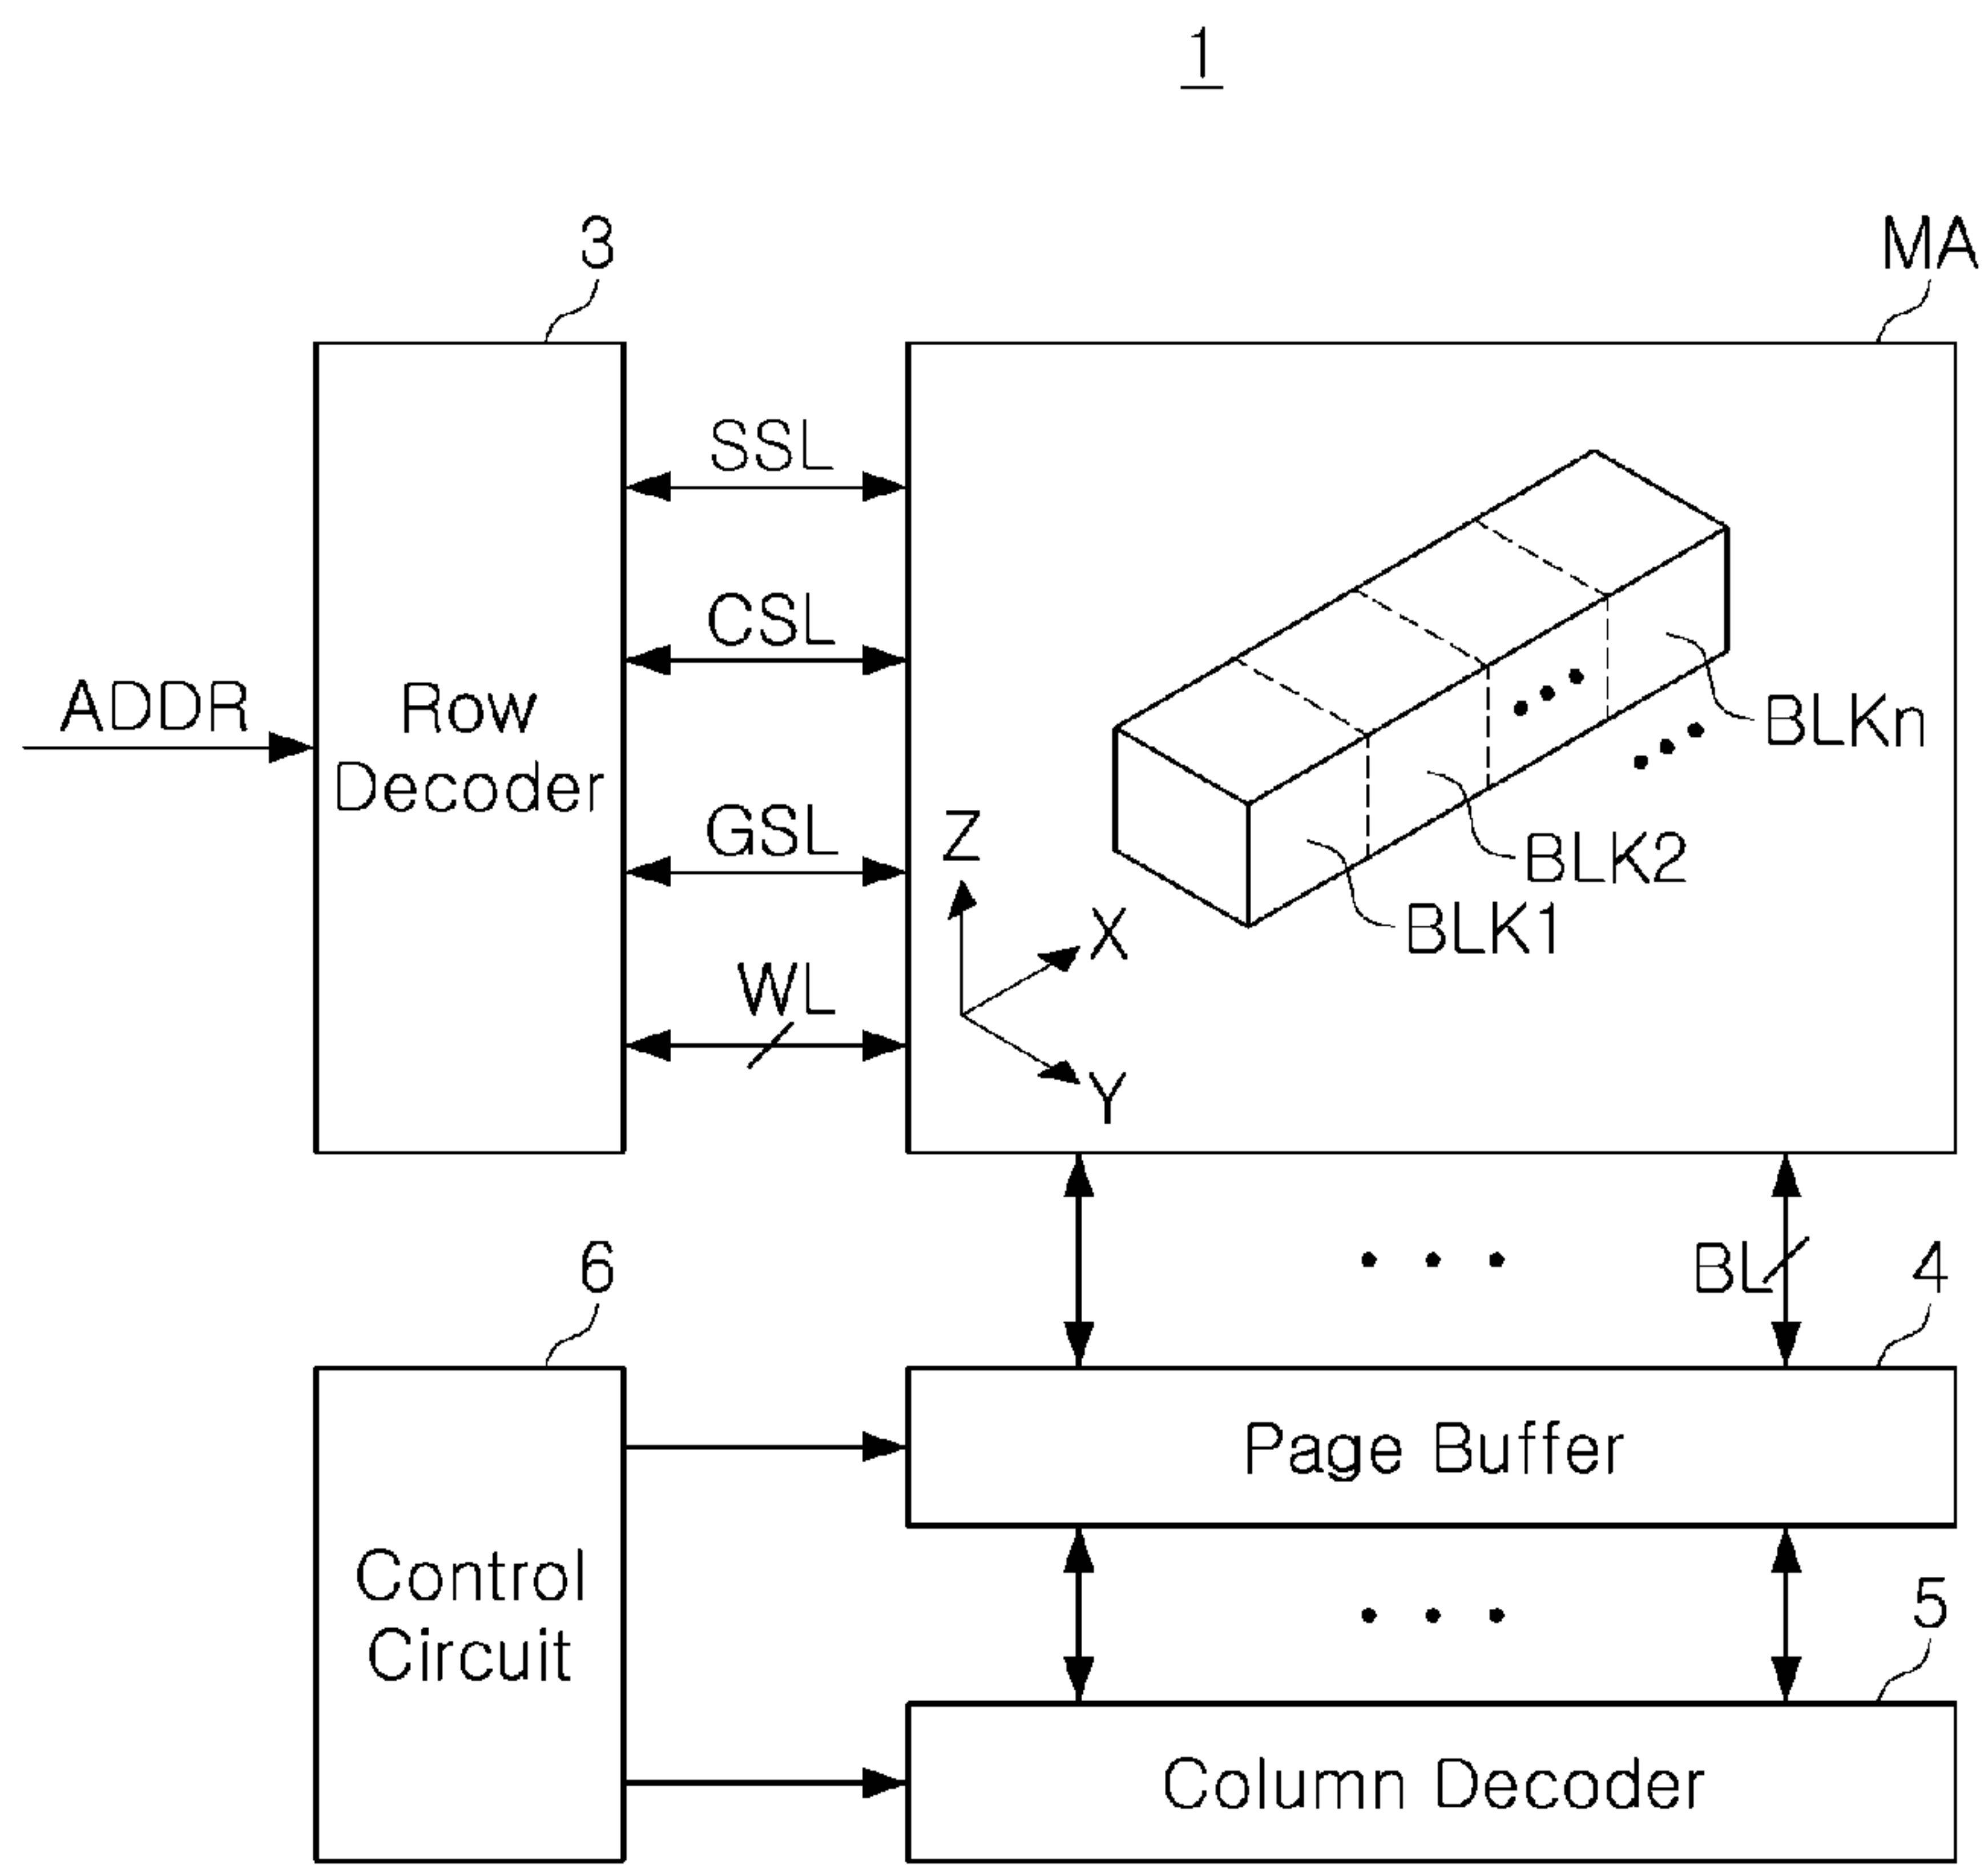 1
3
MA
SSL
CSL
ADDR
Row
Decoder
BLKn
GSL
Z
BLK2
X
BLK1
WL
Y
6
BL
4
Page Buffer
Control
Circuit
5
Column Decoder